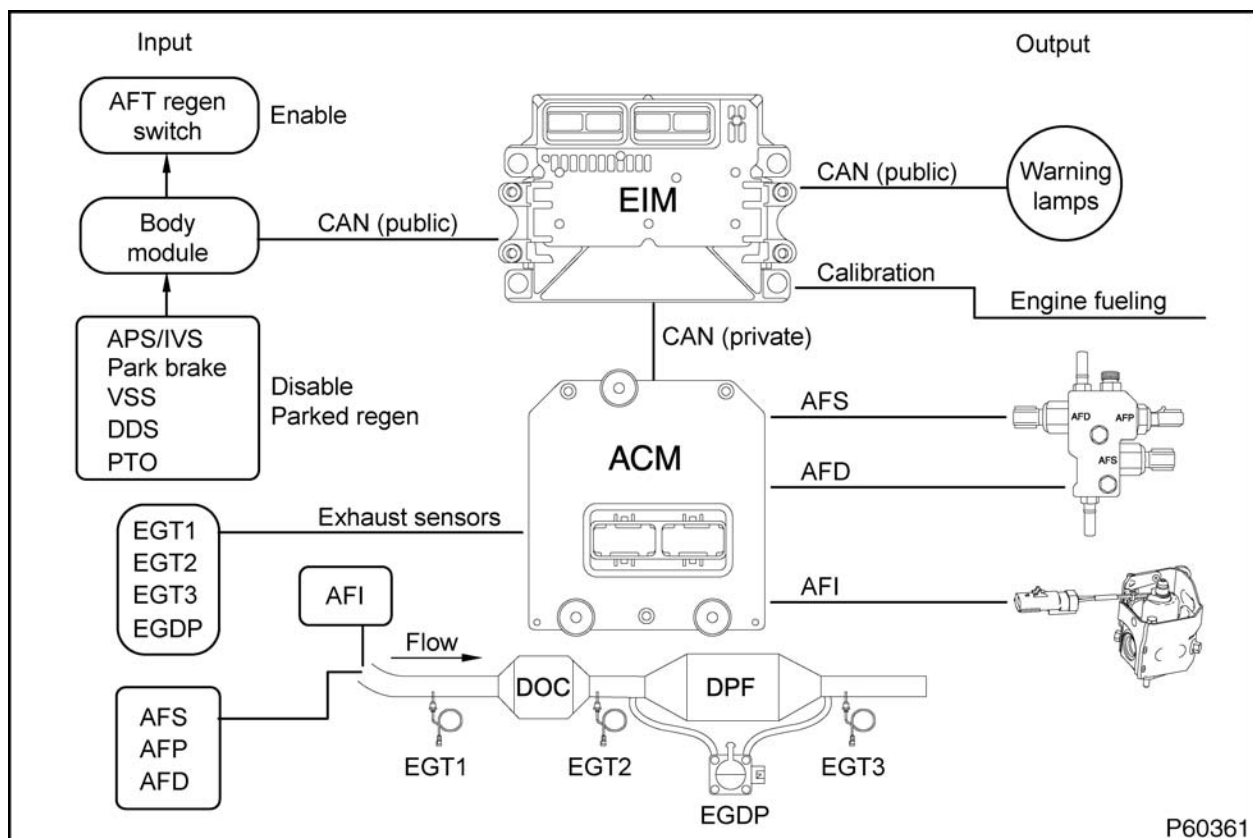 Input
Output
AFT regen
switch
Enable
Body
module
CAN (public)
EIM
CAN (public)
Warning
lamps
Calibration
Engine fueling
CAN (private)
APS/IVS
Park brake
VSS
DDS
PTO
Disable
Parked regen
ACM
AFS
AFD
AFI
AFD
AFP
AFS
EGT1
EGT2
EGT3
EGDP
Exhaust sensors
AFI
Flow
DOC
DPF
AFS
AFP
AFD
EGT1
EGT2
EGDP
EGT3
P60361